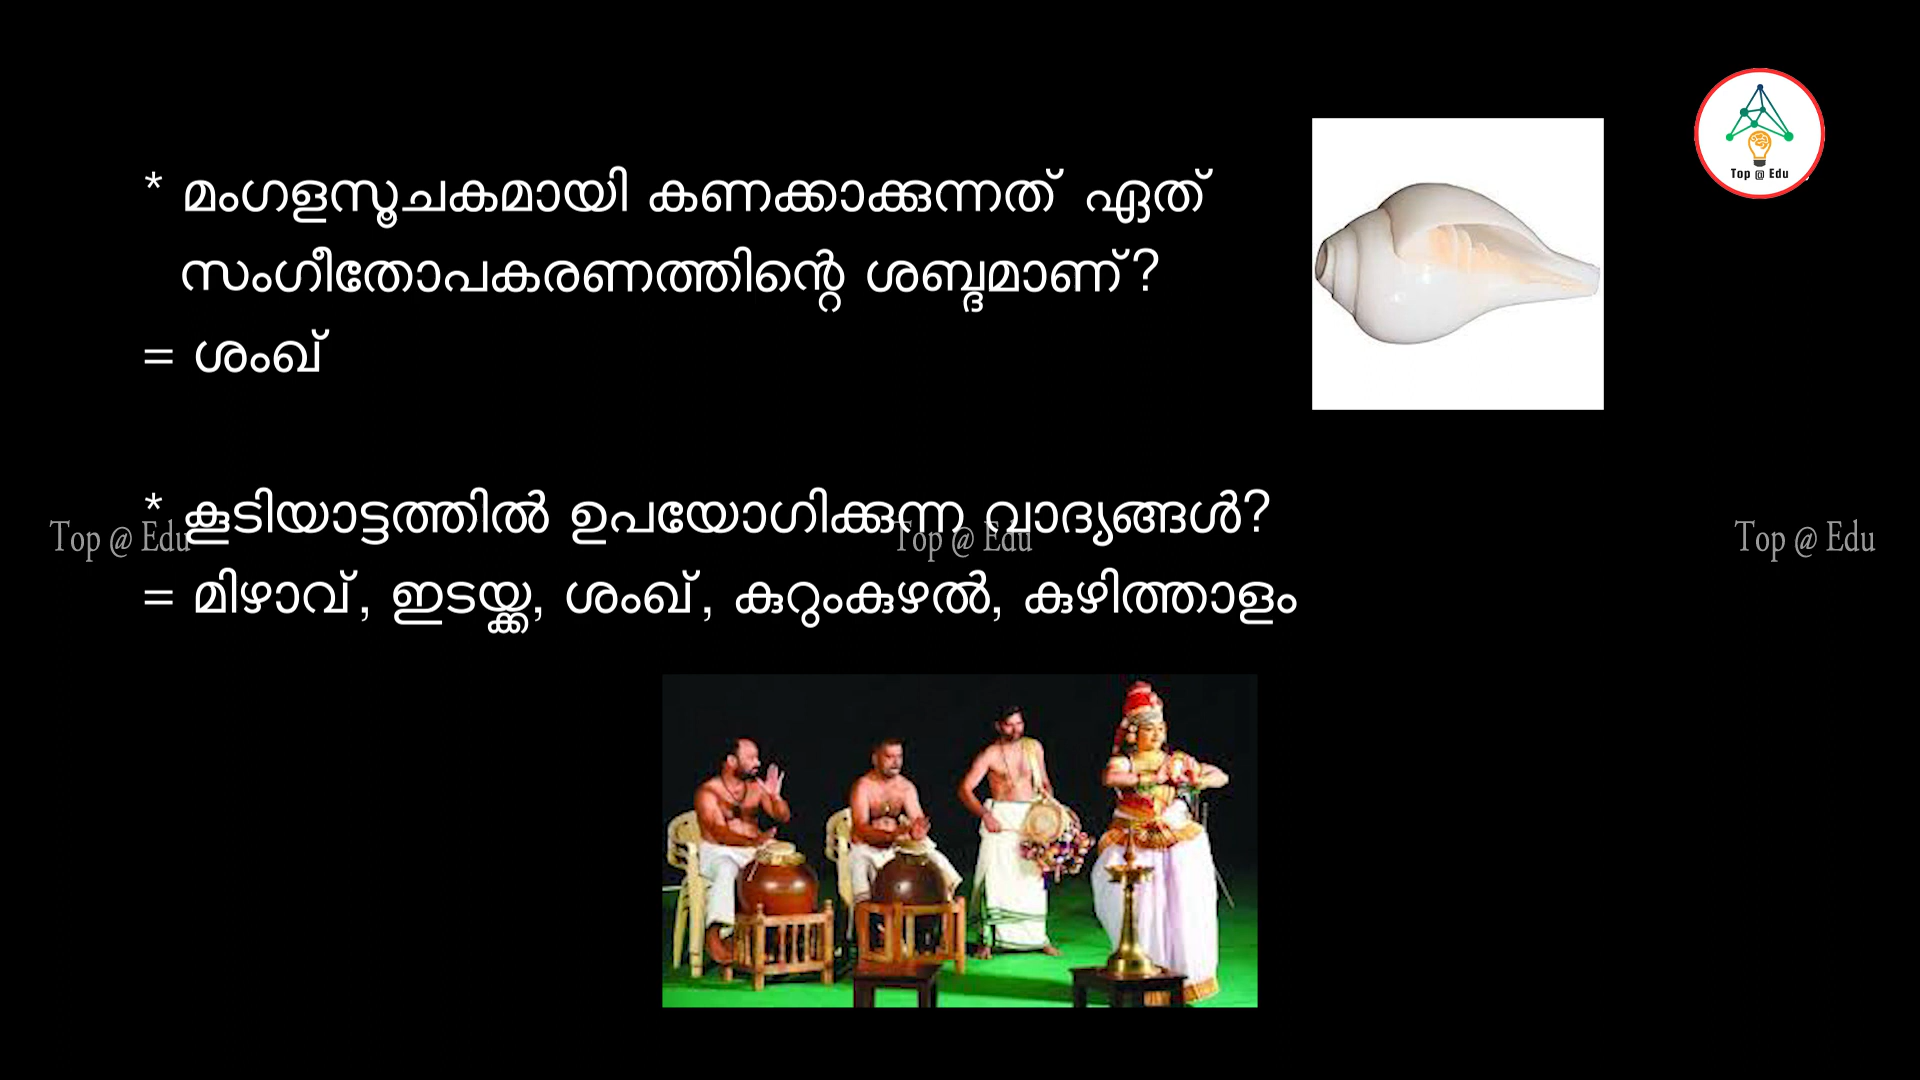 * മംഗളസൂചകമായി കണക്കാക്കുന്നത് ഏത്
സംഗീതോപകരണത്തിന്റെ ശബ്ദമാണ്?
= ശംഖ്
* കൂടിയാട്ടത്തിൽ ഉപയോഗിക്കുന്ന വാദ്യങ്ങൾ?
= മിഴാവ്, ഇടയ്ക്ക, ശംഖ്, കുറുംകുഴൽ, കുഴിത്താളം
Top @ Edu
Top @ Edu
Top @ Edu
Top @ Edu